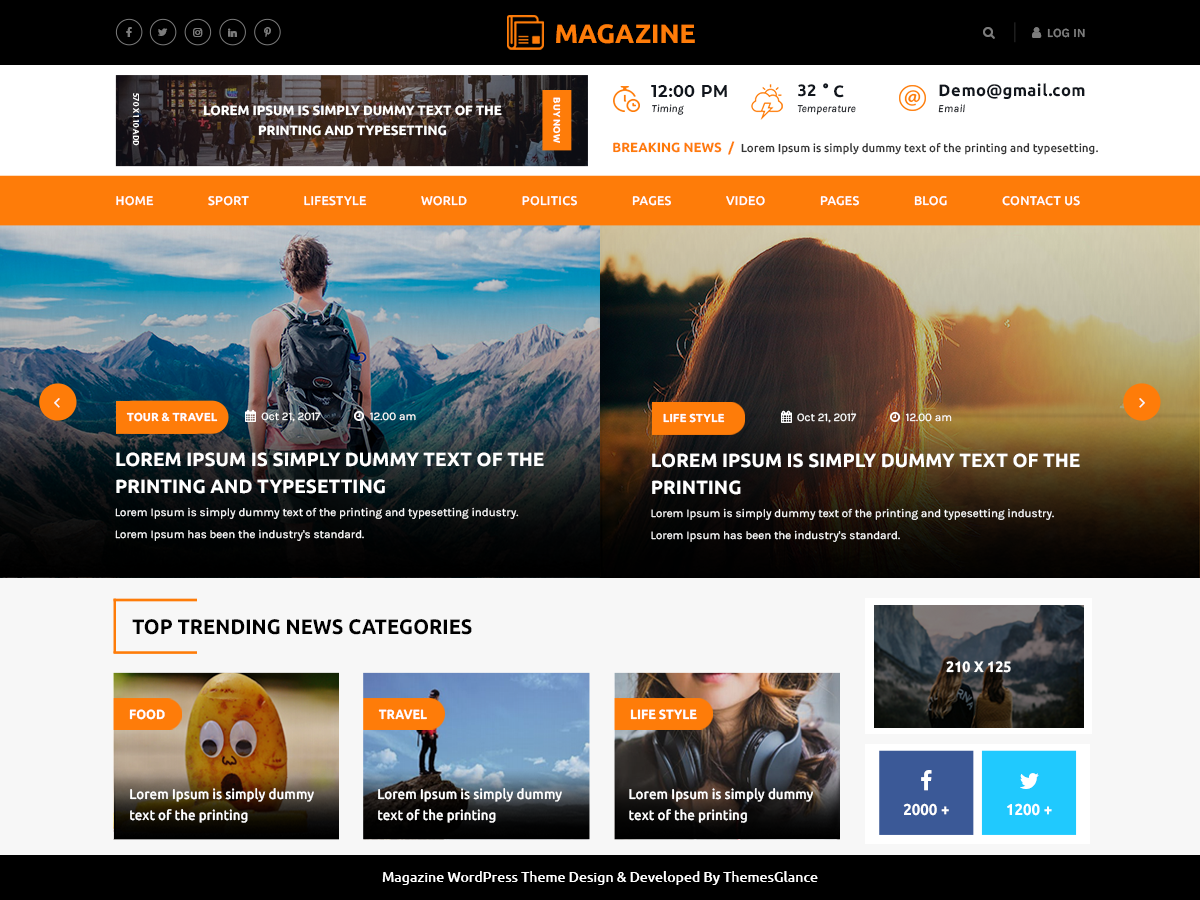 MAGAZINE
LOG IN
570 X 110 ADD
LOREM IPSUM IS SIMPLY DUMMY TEXT OF THE
PRINTING AND TYPESETTING
BUY NOW
12:00 PM
Timing
32 ° C
Temperature
Demo@gmail.com
Email
BREAKING NEWS / Lorem Ipsum is simply dummy text of the printing and typesetting.
HOME SPORT LIFESTYLE WORLD POLITICS PAGES VIDEO PAGES BLOG CONTACT US
TOUR & TRAVEL Oct 21, 2017 12.00 am
LOREM IPSUM IS SIMPLY DUMMY TEXT OF THE
PRINTING AND TYPESETTING
Lorem Ipsum is simply dummy text of the printing and typesetting industry.
Lorem Ipsum has been the industry's standard.
LIFE STYLE Oct 21, 2017 12.00 am
LOREM IPSUM IS SIMPLY DUMMY TEXT OF THE
PRINTING
Lorem Ipsum is simply dummy text of the printing and typesetting industry.
Lorem Ipsum has been the industry's standard.
TOP TRENDING NEWS CATEGORIES
FOOD
Lorem Ipsum is simply dummy
text of the printing
TRAVEL
Lorem Ipsum is simply dummy
text of the printing
LIFE STYLE
Lorem Ipsum is simply dummy
text of the printing
210 X 125
2000 +
1200 +
Magazine WordPress Theme Design & Developed By ThemesGlance